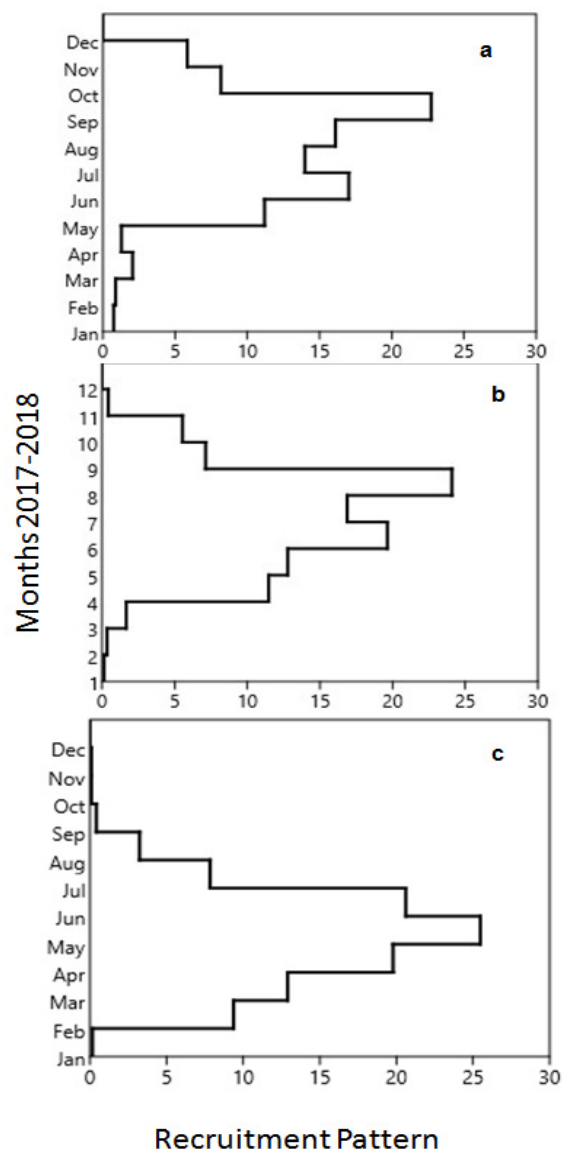 a
Dec
Nov
Oct
Sep
Aug
Jul
Jun
May
Apr
Mar
Feb
Jan
0 5 10 15 20 25 30
b
12
11
10
9
8
7
6
5
4
3
2
1
0 5 10 15 20 25 30
Months 2017-2018
c
Dec
Nov
Oct
Sep
Aug
Jul
Jun
May
Apr
Mar
Feb
Jan
0 5 10 15 20 25 30
Recruitment Pattern